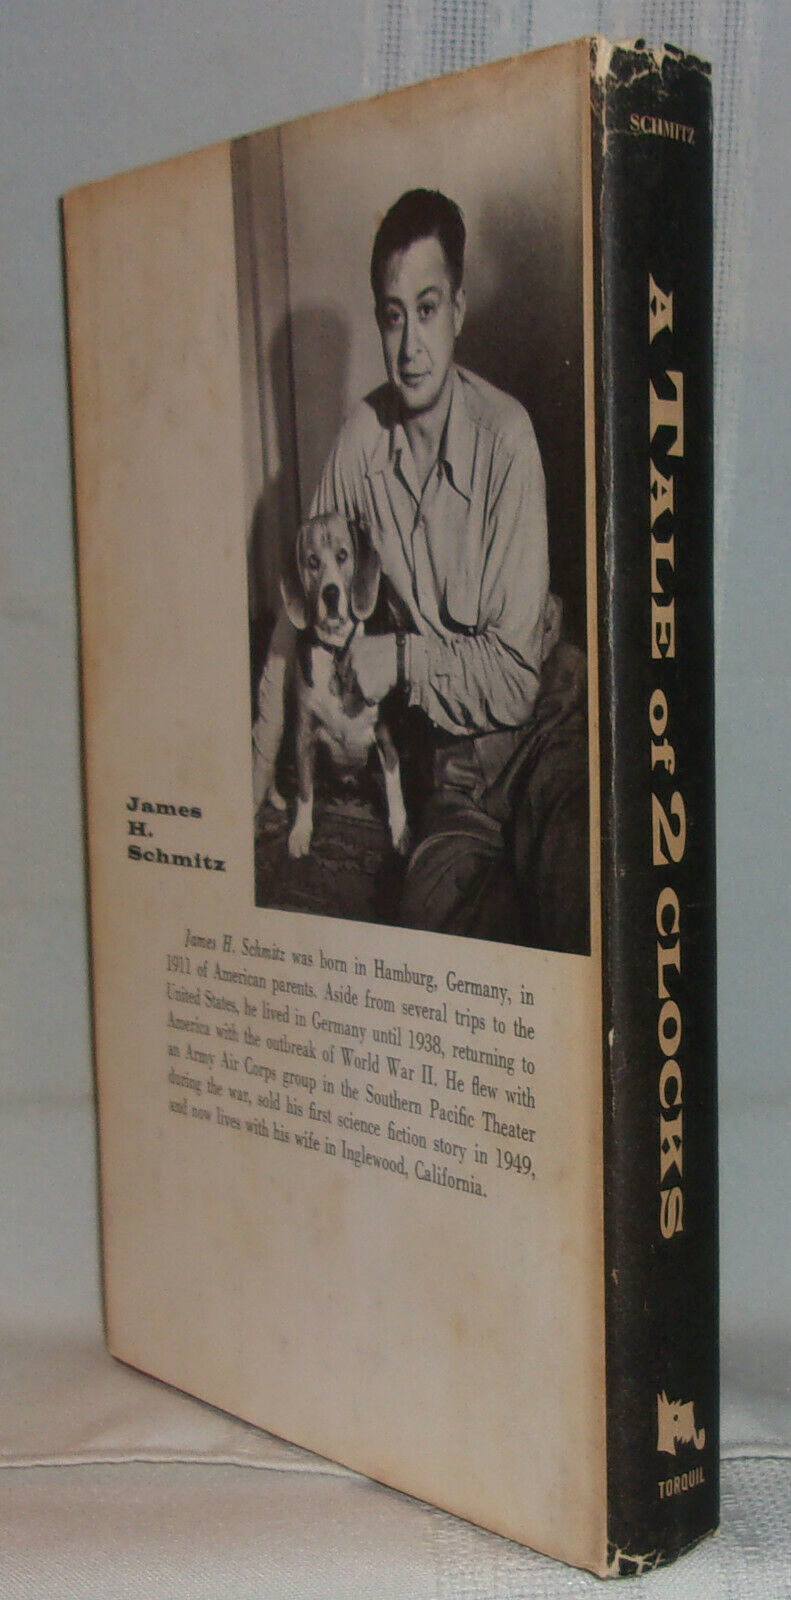 SCHMITZ
A TALE of 2 CLOCKS
TORQUIL
James
H.
Schmitz
James H. Schmitz was born in Hamburg, Germany, in
1911 of American parents. Aside from several trips to the
United States, he lived in Germany until 1938, returning to
America with the outbreak of World War II. He flew with
an Army Air Corps group in the Southern Pacific Theater
during the war, sold his first science fiction story in 1949,
and now lives with his wife in Inglewood, California.